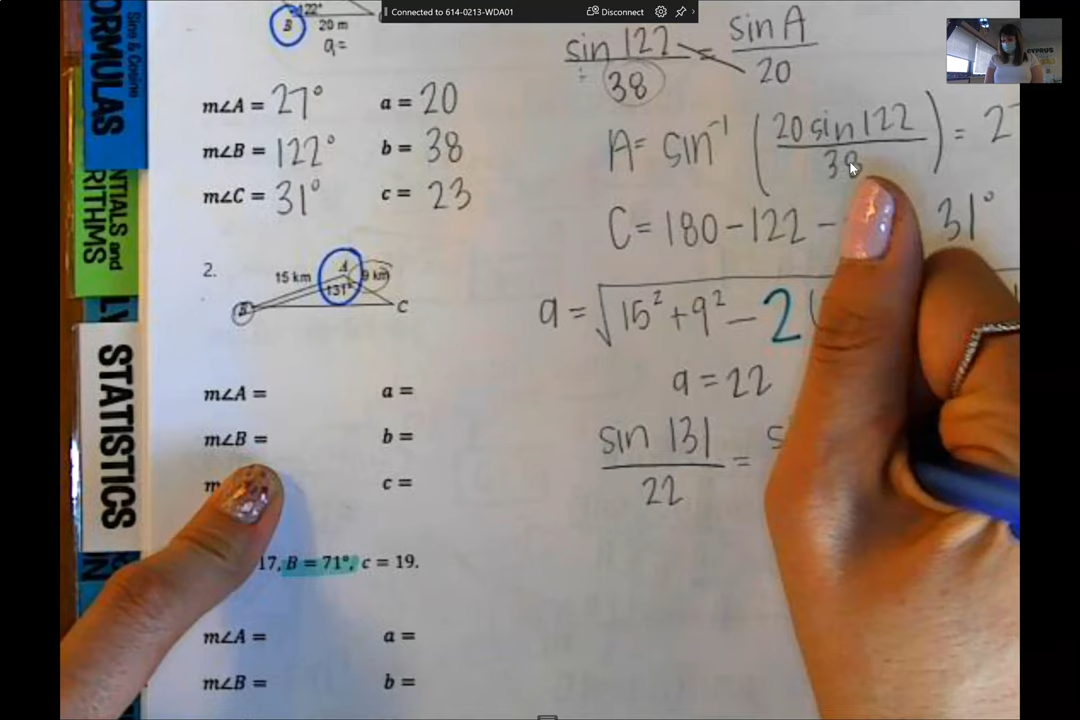 Connected to 614-0213-WDA01
Disconnect
Sine & Cosine
FORMULAS
NTIALS and
RITHMS
STATISTICS
N
CYPRUS
122°
B
20 m
a=
m∠A = 27° a = 20
m∠B = 122° b = 38
m∠C = 31° c = 23
sin 122 / 38 = sin A / 20
A = sin⁻¹ (20 sin 122 / 38) = 2
C = 180 - 122 - 31°
2.
15 km A 9 km
131°
B C
a = √15² + 9² - 2
a = 22
sin 131 / 22 =
m∠A = a =
m∠B = b =
m c =
17, B = 71°, c = 19.
m∠A = a =
m∠B = b =